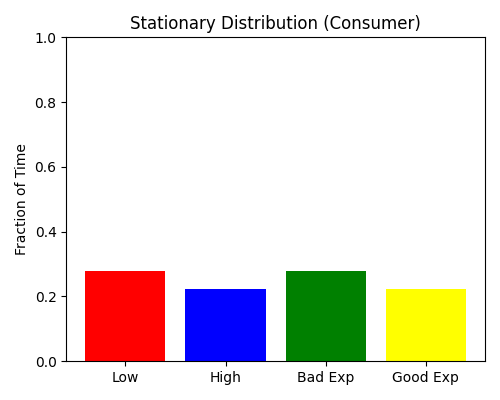 Stationary Distribution (Consumer)
Fraction of Time
1.0
0.8
0.6
0.4
0.2
0.0
Low High Bad Exp Good Exp